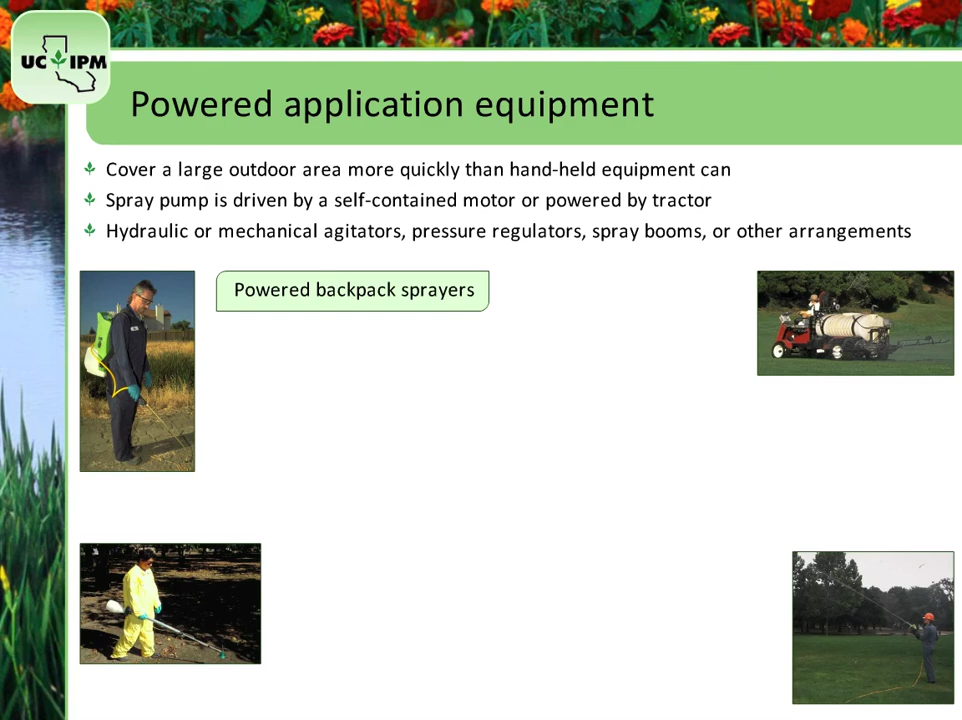 UC IPM
Powered application equipment
Cover a large outdoor area more quickly than hand-held equipment can
Spray pump is driven by a self-contained motor or powered by tractor
Hydraulic or mechanical agitators, pressure regulators, spray booms, or other arrangements
Powered backpack sprayers